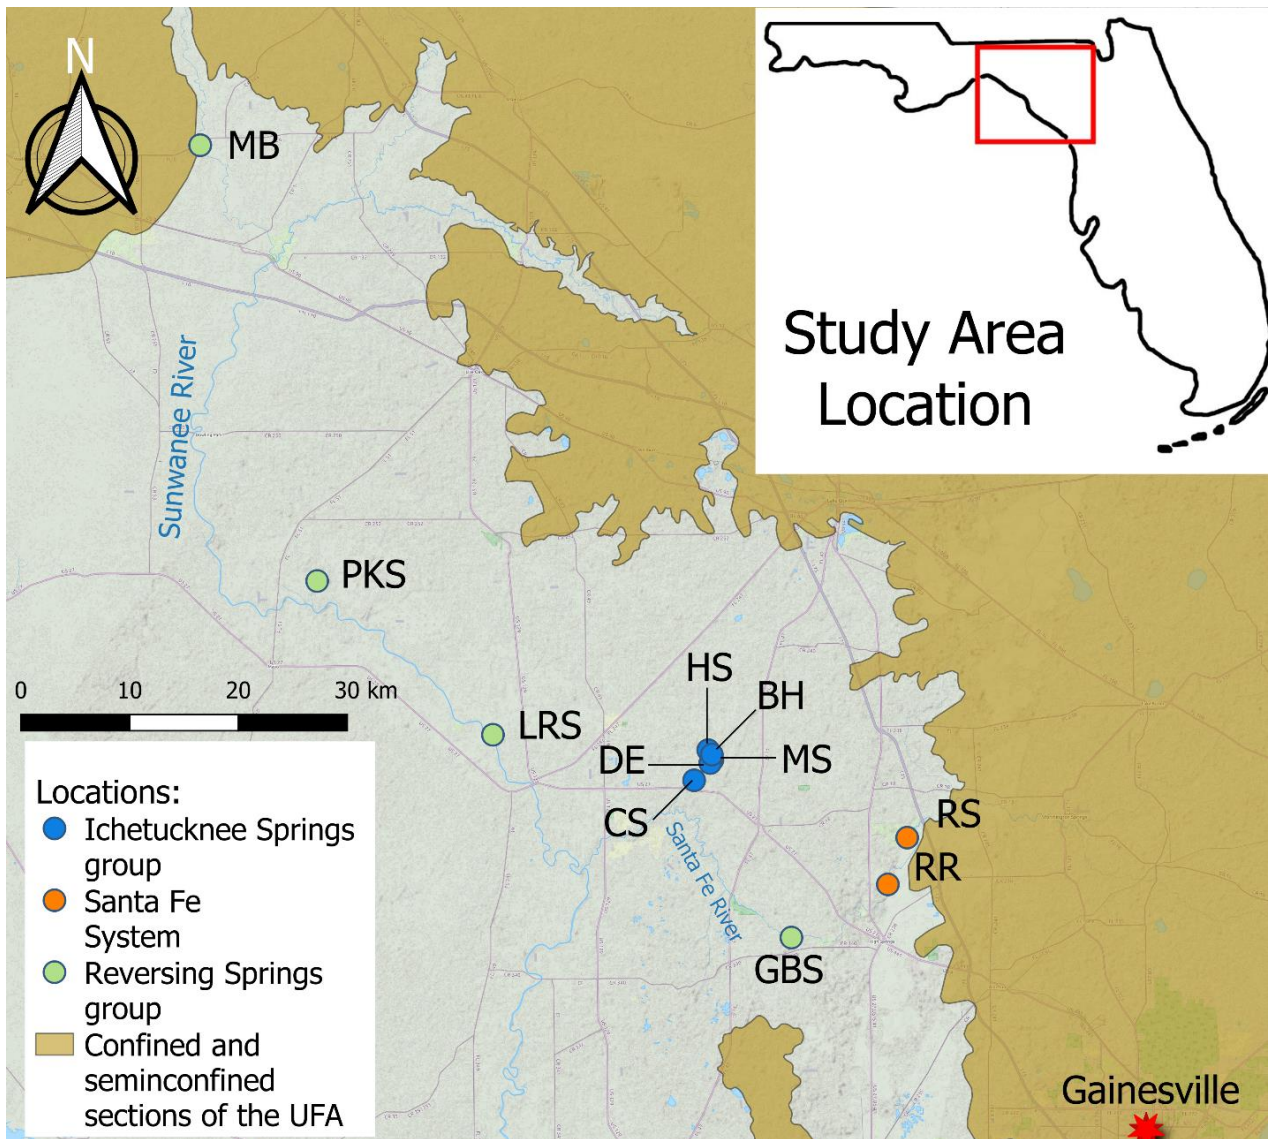 N
MB
Study Area
Location
Sunwanee River
PKS
0 10 20 30 km
HS
BH
LRS
DE
MS
CS
RS
Santa Fe River
RR
GBS
Locations:
Ichetucknee Springs
group
Santa Fe
System
Reversing Springs
group
Confined and
seminconfined
sections of the UFA
Gainesville